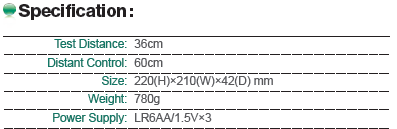 Specification:
Test Distance: 36cm
Distant Control: 60cm
Size: 220(H)×210(W)×42(D) mm
Weight: 780g
Power Supply: LR6AA/1.5V×3